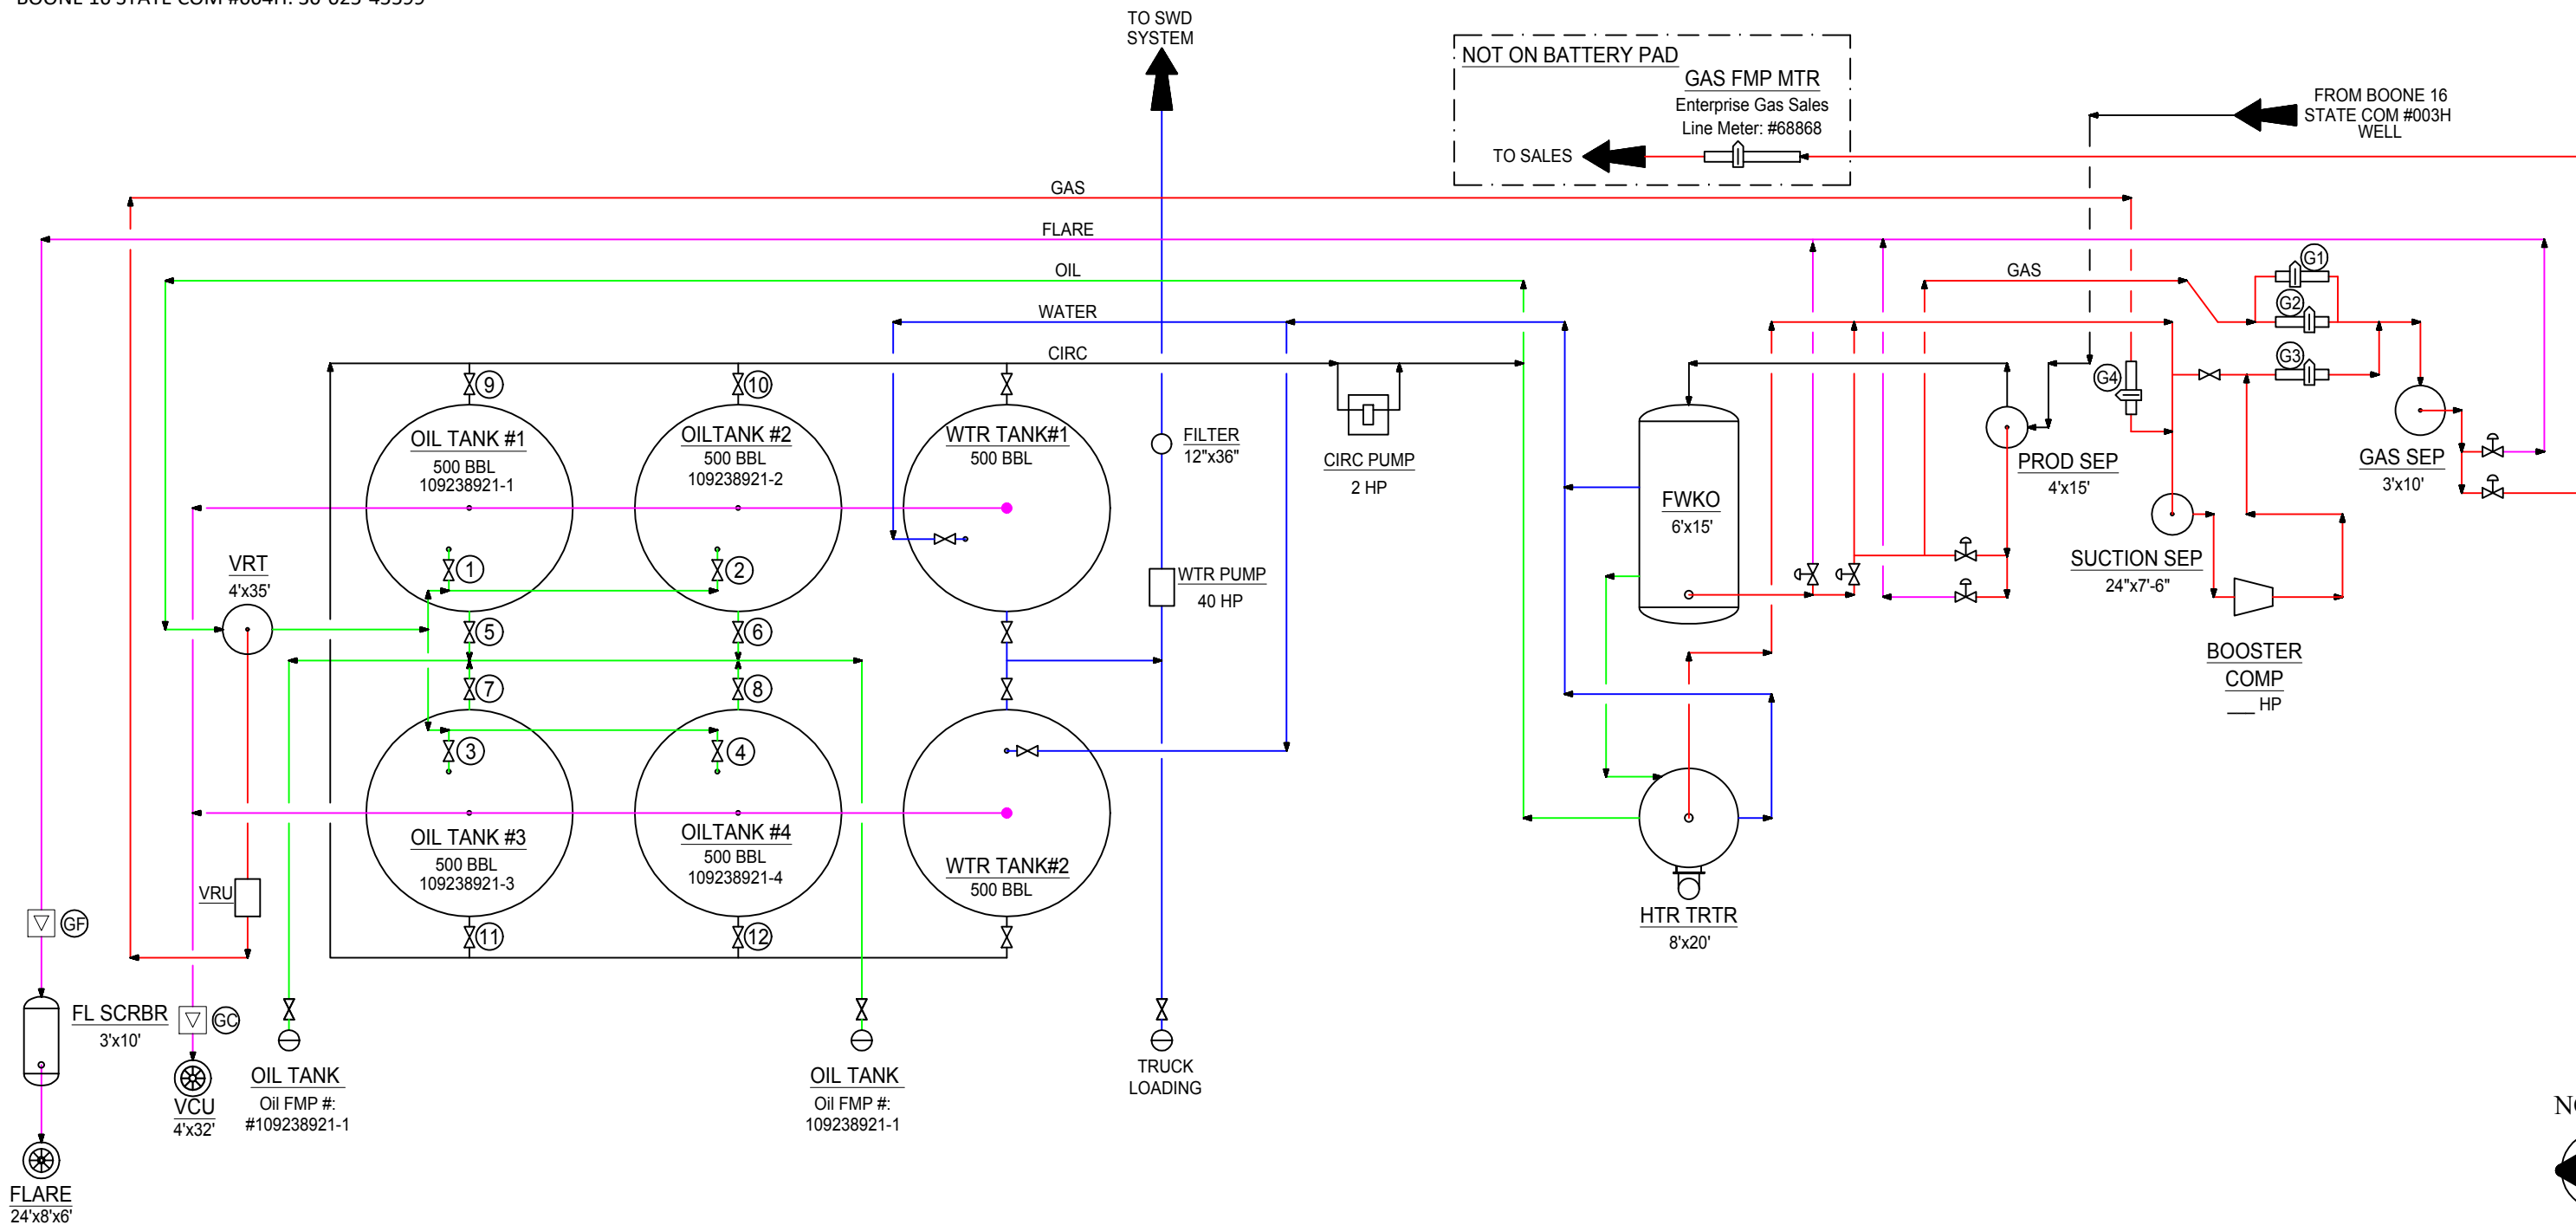 TO SWD
SYSTEM
NOT ON BATTERY PAD
GAS FMP MTR
Enterprise Gas Sales
Line Meter: #68868
TO SALES
FROM BOONE 16
STATE COM #003H
WELL
GAS
FLARE
OIL
WATER
CIRC
GAS
G1
G2
G3
G4
9
10
OIL TANK #1
500 BBL
109238921-1
OILTANK #2
500 BBL
109238921-2
WTR TANK#1
500 BBL
FILTER
12"x36"
CIRC PUMP
2 HP
FWKO
6'x15'
PROD SEP
4'x15'
GAS SEP
3'x10'
SUCTION SEP
24"x7'-6"
BOOSTER
COMP
___ HP
VRT
4'x35'
1
2
WTR PUMP
40 HP
5
6
7
8
3
4
OIL TANK #3
500 BBL
109238921-3
OILTANK #4
500 BBL
109238921-4
WTR TANK#2
500 BBL
HTR TRTR
8'x20'
VRU
11
12
GF
GC
FL SCRBR
3'x10'
VCU
4'x32'
OIL TANK
Oil FMP #:
#109238921-1
OIL TANK
Oil FMP #:
109238921-1
TRUCK
LOADING
FLARE
24'x8'x6'